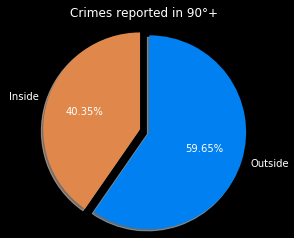 Crimes reported in 90°+
Inside
40.35%
59.65%
Outside